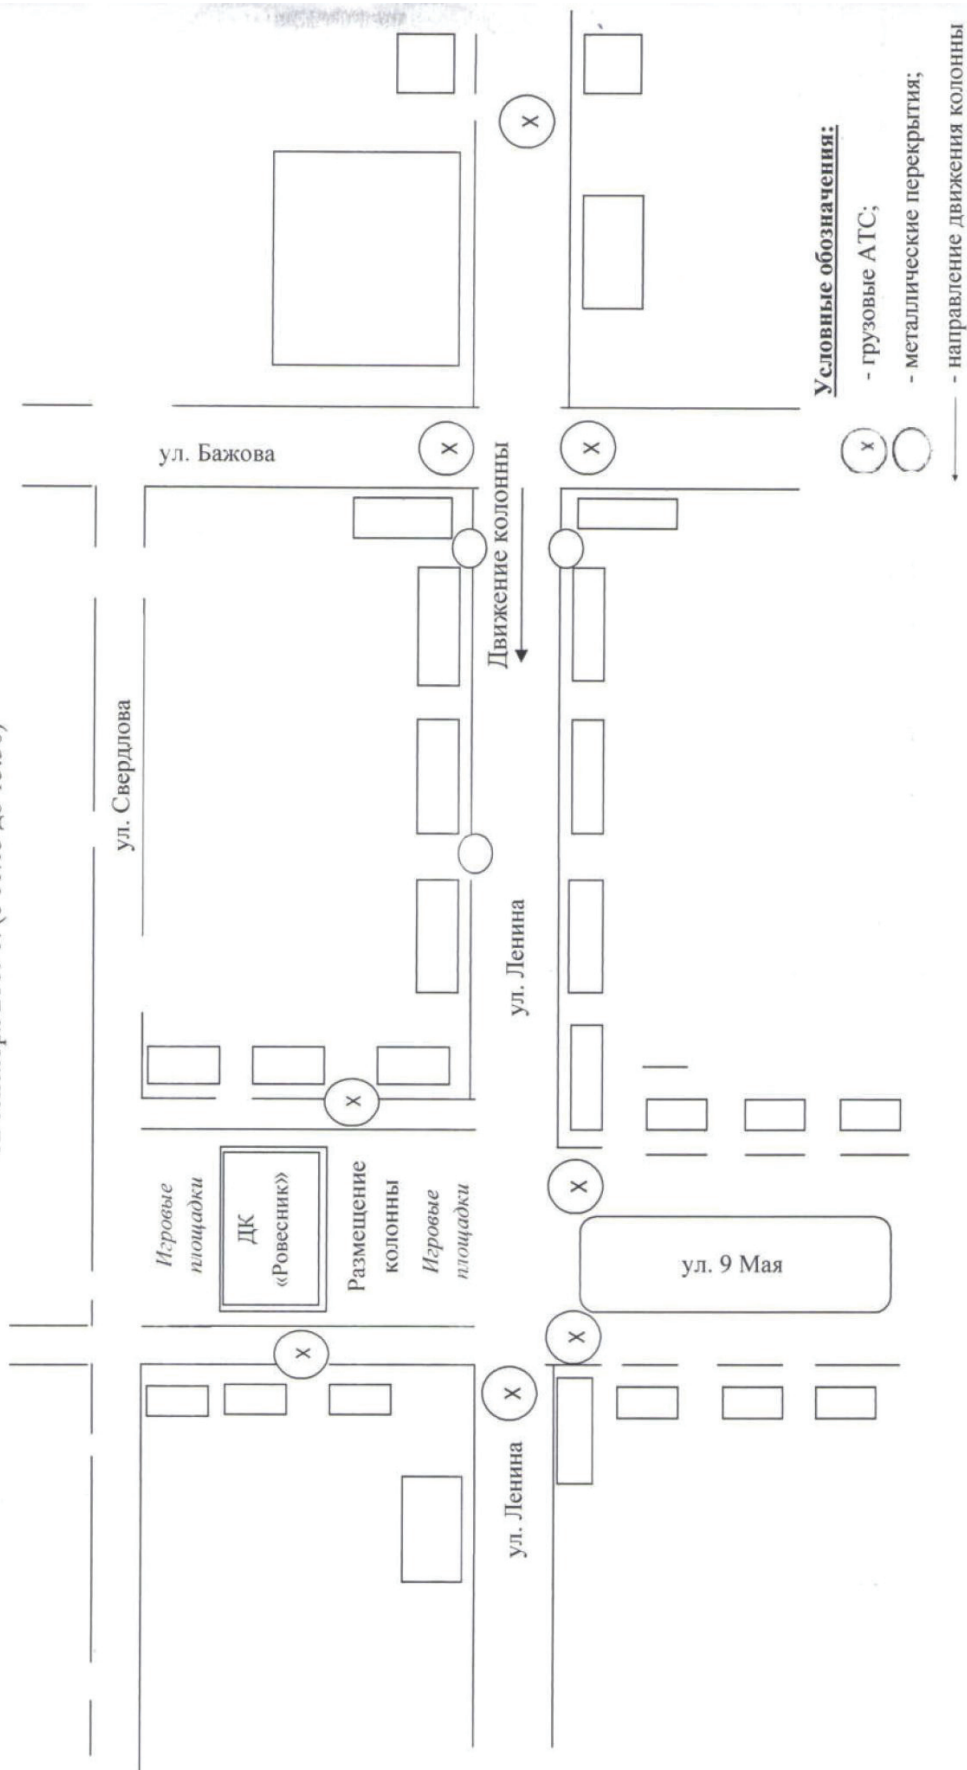 ул. Свердлова
ул. Бажова
Движение колонны
ул. Ленина
Игровые
площадки
ДК
«Ровесник»
Размещение
колонны
Игровые
площадки
ул. Ленина
ул. 9 Мая
X
X
X
X
X
X
X
X
Условные обозначения:
X - грузовые АТС;
- металлические перекрытия;
- направление движения колонны